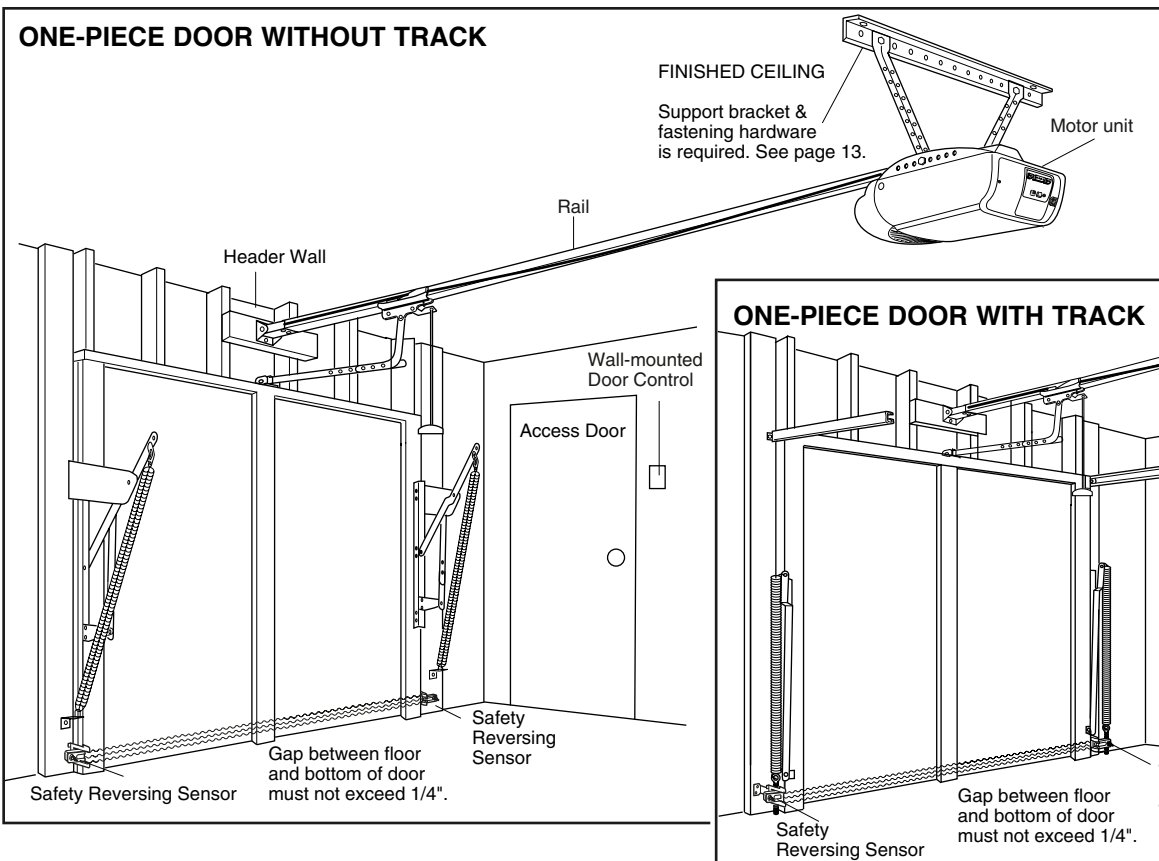 ONE-PIECE DOOR WITHOUT TRACK
FINISHED CEILING
Support bracket &
fastening hardware
is required. See page 13.
Motor unit
Rail
Header Wall
Wall-mounted
Door Control
Access Door
Safety
Reversing
Sensor
Gap between floor
and bottom of door
must not exceed 1/4".
Safety Reversing Sensor
ONE-PIECE DOOR WITH TRACK
Gap between floor
and bottom of door
must not exceed 1/4".
Safety
Reversing Sensor